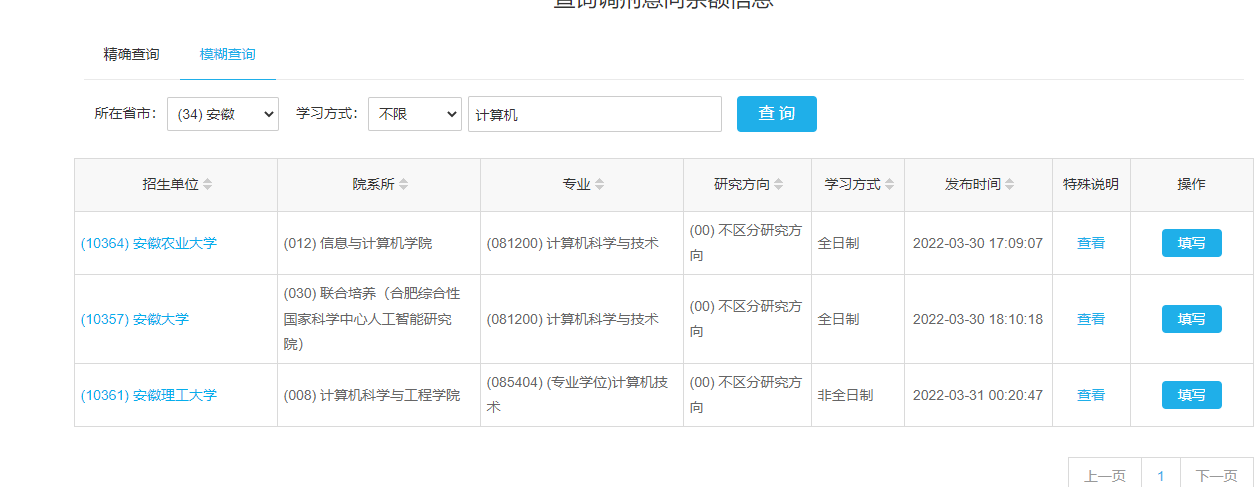 查询调剂意向余额信息
精确查询 模糊查询
所在省市： (34) 安徽 学习方式： 不限 计算机 查 询
招生单位 院系所 专业 研究方向 学习方式 发布时间 特殊说明 操作
(10364) 安徽农业大学 (012) 信息与计算机学院 (081200) 计算机科学与技术 (00) 不区分研究方向 全日制 2022-03-30 17:09:07 查看 填写
(10357) 安徽大学 (030) 联合培养（合肥综合性国家科学中心人工智能研究院） (081200) 计算机科学与技术 (00) 不区分研究方向 全日制 2022-03-30 18:10:18 查看 填写
(10361) 安徽理工大学 (008) 计算机科学与工程学院 (085404) (专业学位)计算机技术 (00) 不区分研究方向 非全日制 2022-03-31 00:20:47 查看 填写
上一页 1 下一页